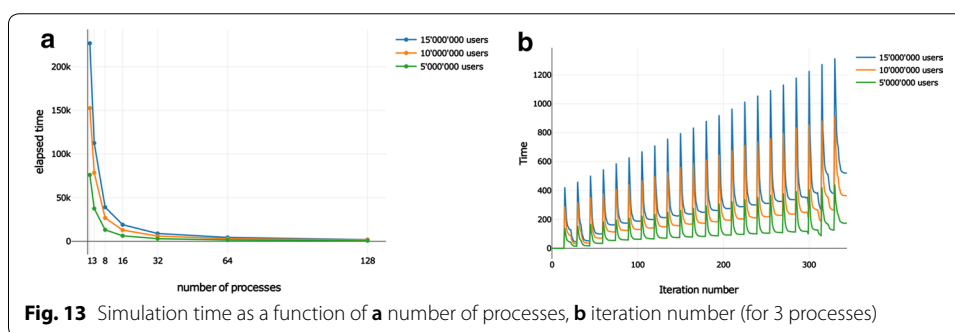 a
15'000'000 users
10'000'000 users
5'000'000 users
200k
150k
100k
50k
0
elapsed time
13 8 16 32 64 128
number of processes
b
15'000'000 users
10'000'000 users
5'000'000 users
1200
1000
800
600
400
200
0
Time
0 100 200 300
Iteration number
Fig. 13 Simulation time as a function of a number of processes, b iteration number (for 3 processes)